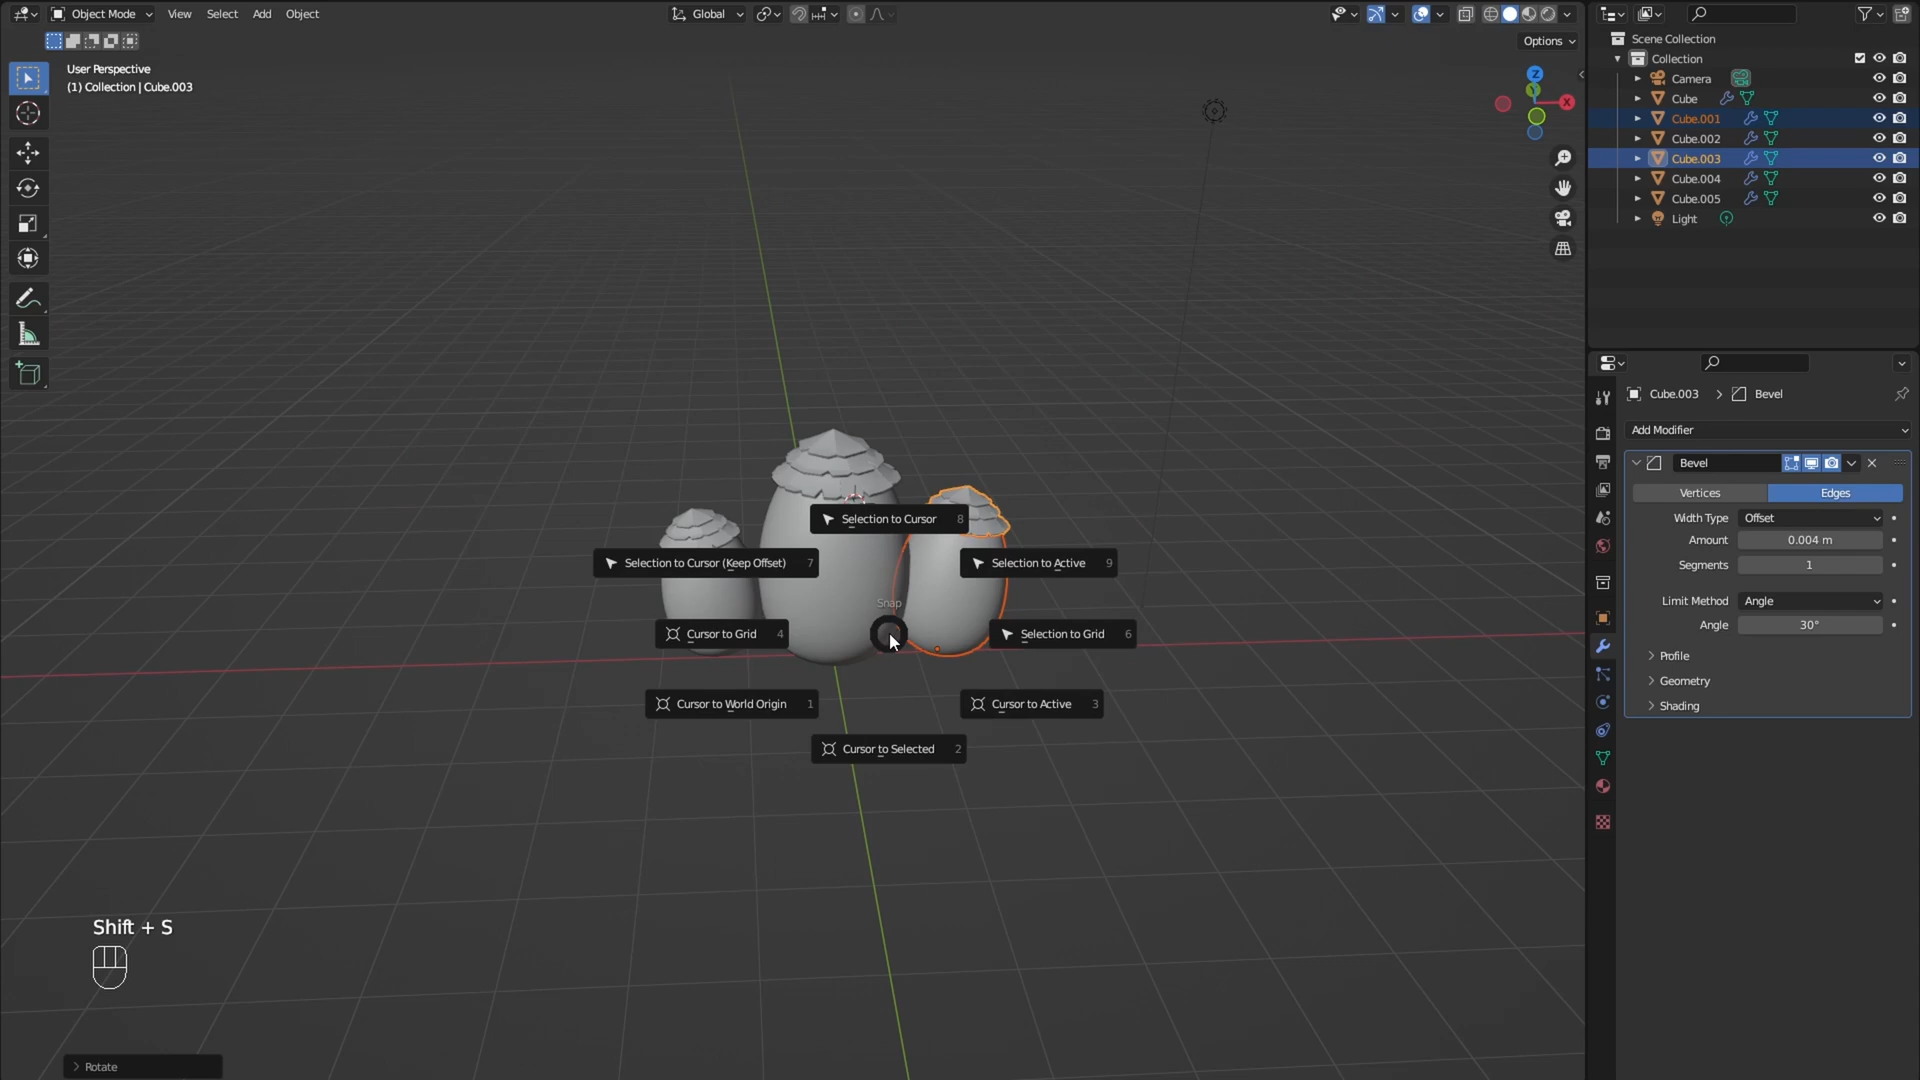 Object Mode View Select Add Object Global
Options
User Perspective
(1) Collection | Cube.003
Z
Y
X
Scene Collection
Collection
Camera
Cube
Cube.001
Cube.002
Cube.003
Cube.004
Cube.005
Light
Cube.003 > Bevel
Add Modifier
Bevel
Vertices Edges
Width Type Offset
Amount 0.004 m
Segments 1
Limit Method Angle
Angle 30°
Profile
Geometry
Shading
Selection to Cursor 8
Selection to Cursor (Keep Offset) 7
Selection to Active 9
Snap
Cursor to Grid 4
Selection to Grid 6
Cursor to World Origin 1
Cursor to Active 3
Cursor to Selected 2
Shift + S
Rotate